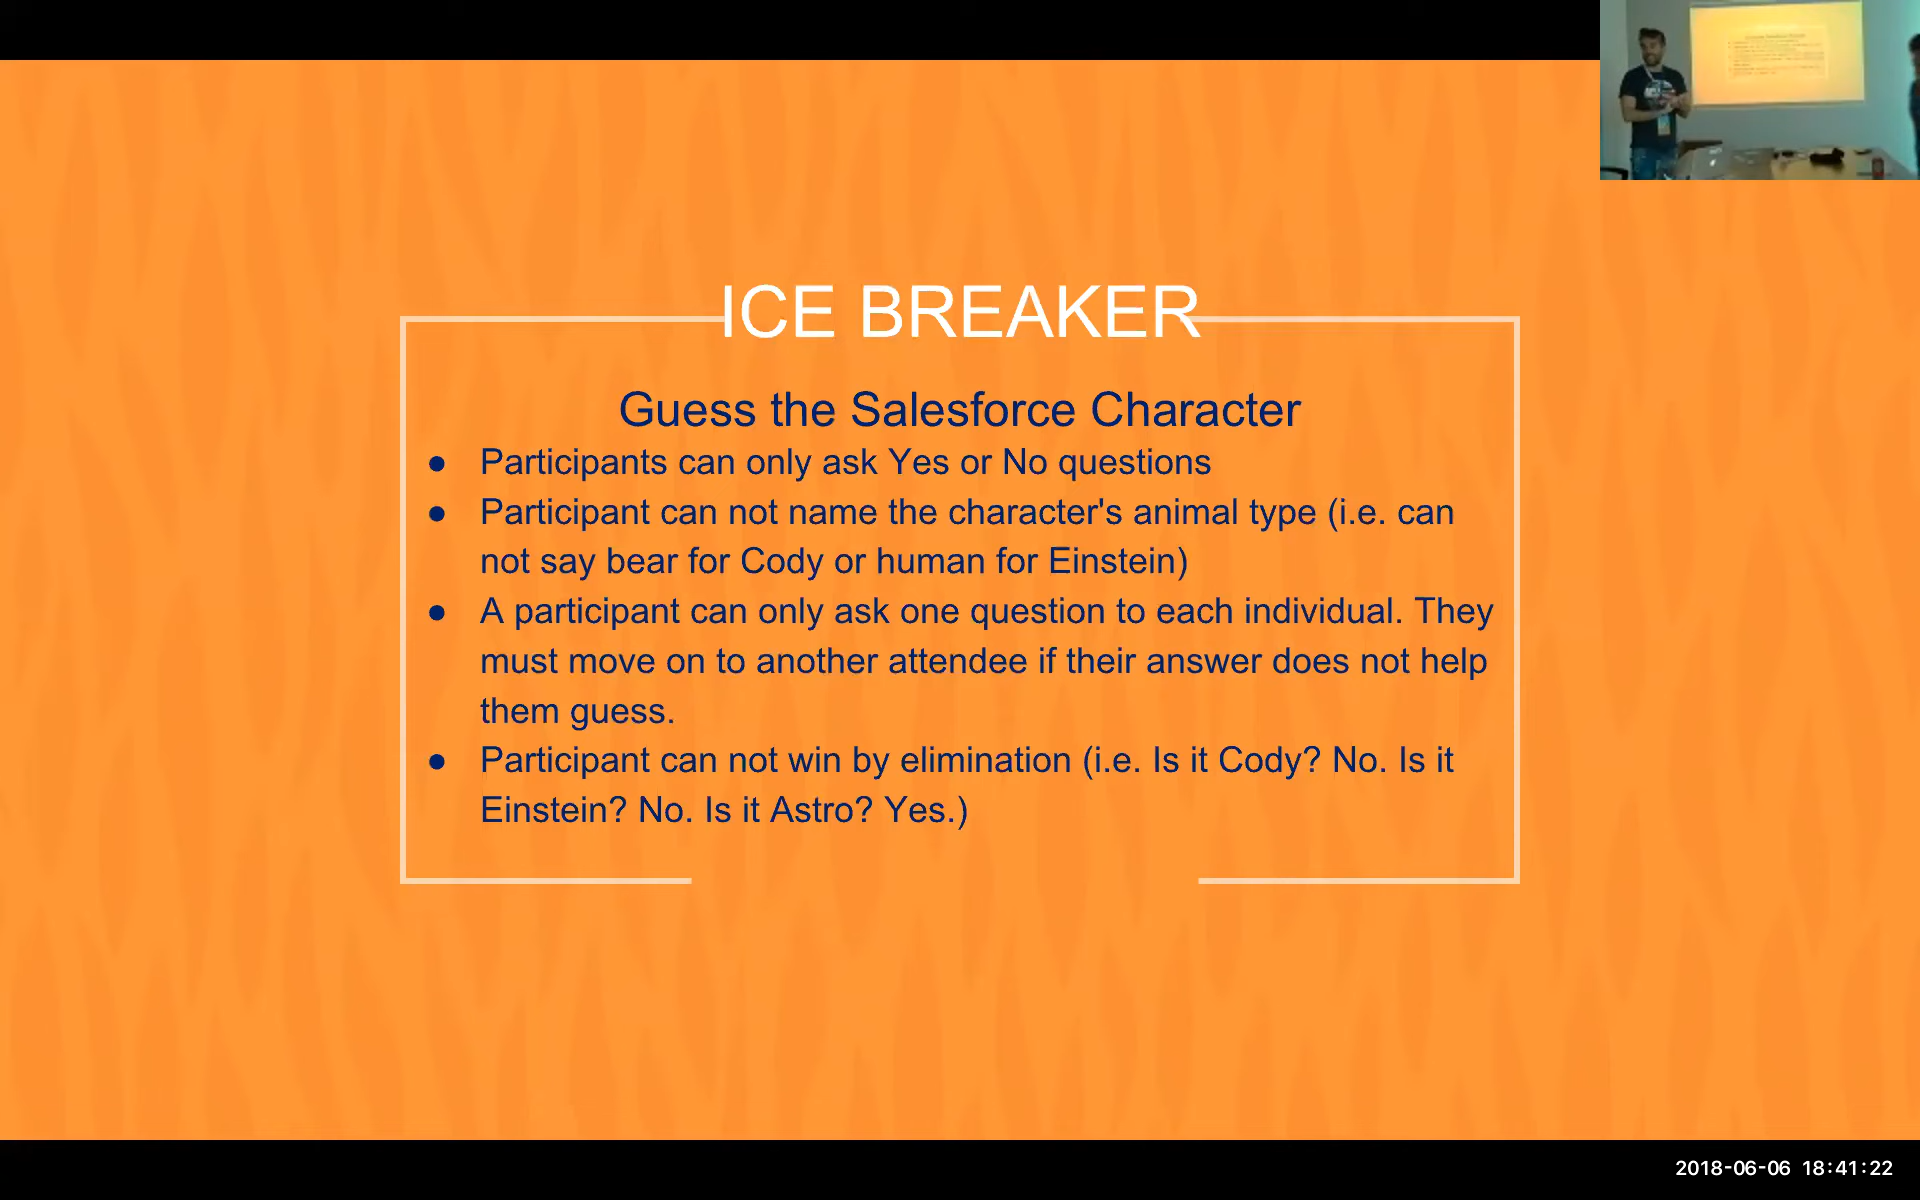 ICE BREAKER
Guess the Salesforce Character
● Participants can only ask Yes or No questions
● Participant can not name the character's animal type (i.e. can
not say bear for Cody or human for Einstein)
● A participant can only ask one question to each individual. They
must move on to another attendee if their answer does not help
them guess.
● Participant can not win by elimination (i.e. Is it Cody? No. Is it
Einstein? No. Is it Astro? Yes.)
2018-06-06 18:41:22